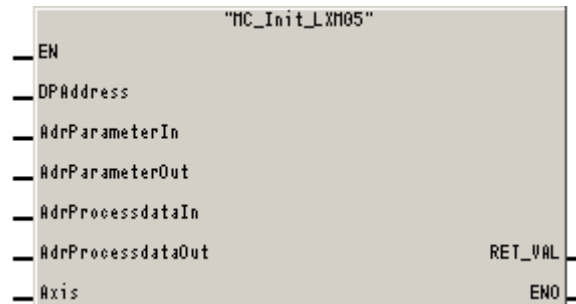 "MC_Init_LXM05"
EN
DPAddress
AdrParameterIn
AdrParameterOut
AdrProcessdataIn
AdrProcessdataOut RET_VAL
Axis ENO